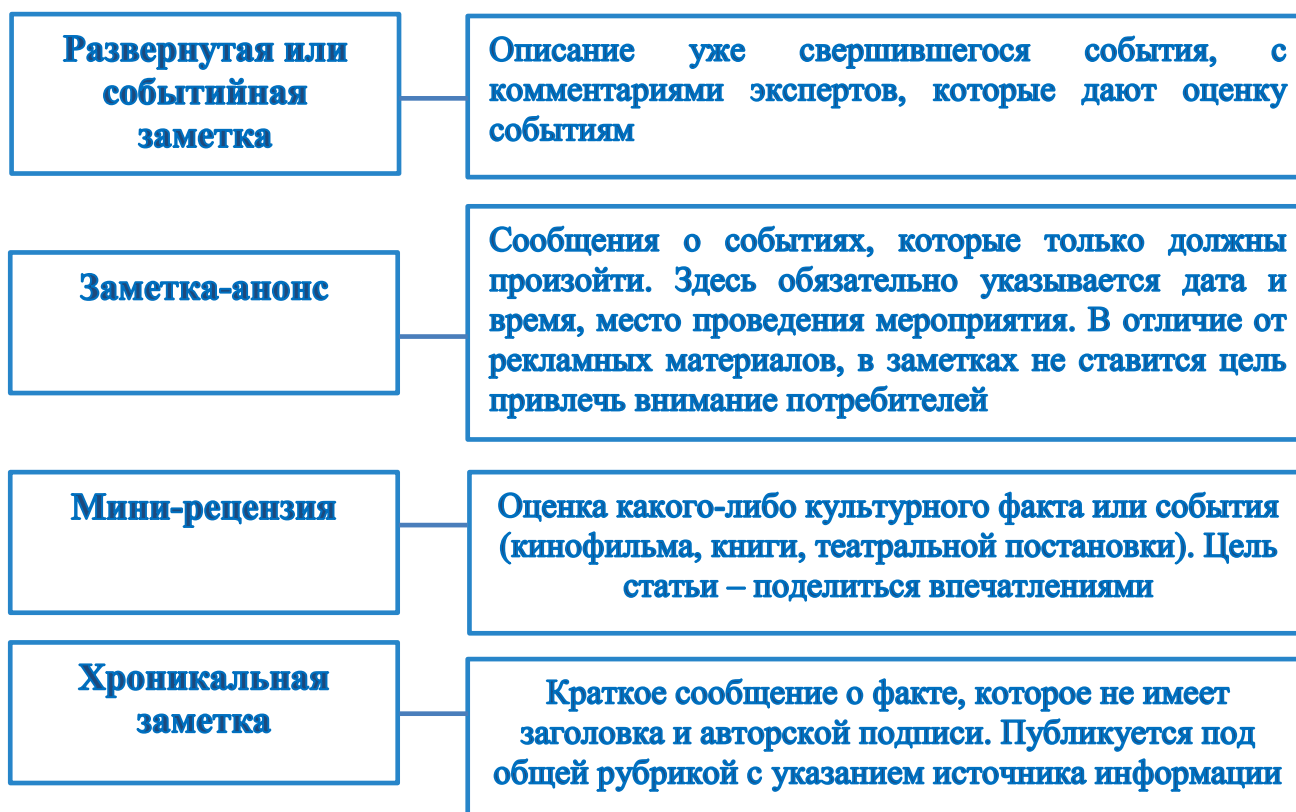 Развернутая или
событийная
заметка
Описание уже свершившегося события, с
комментариями экспертов, которые дают оценку
событиям
Заметка-анонс
Сообщения о событиях, которые только должны
произойти. Здесь обязательно указывается дата и
время, место проведения мероприятия. В отличие от
рекламных материалов, в заметках не ставится цель
привлечь внимание потребителей
Мини-рецензия
Оценка какого-либо культурного факта или события
(кинофильма, книги, театральной постановки). Цель
статьи – поделиться впечатлениями
Хроникальная
заметка
Краткое сообщение о факте, которое не имеет
заголовка и авторской подписи. Публикуется под
общей рубрикой с указанием источника информации